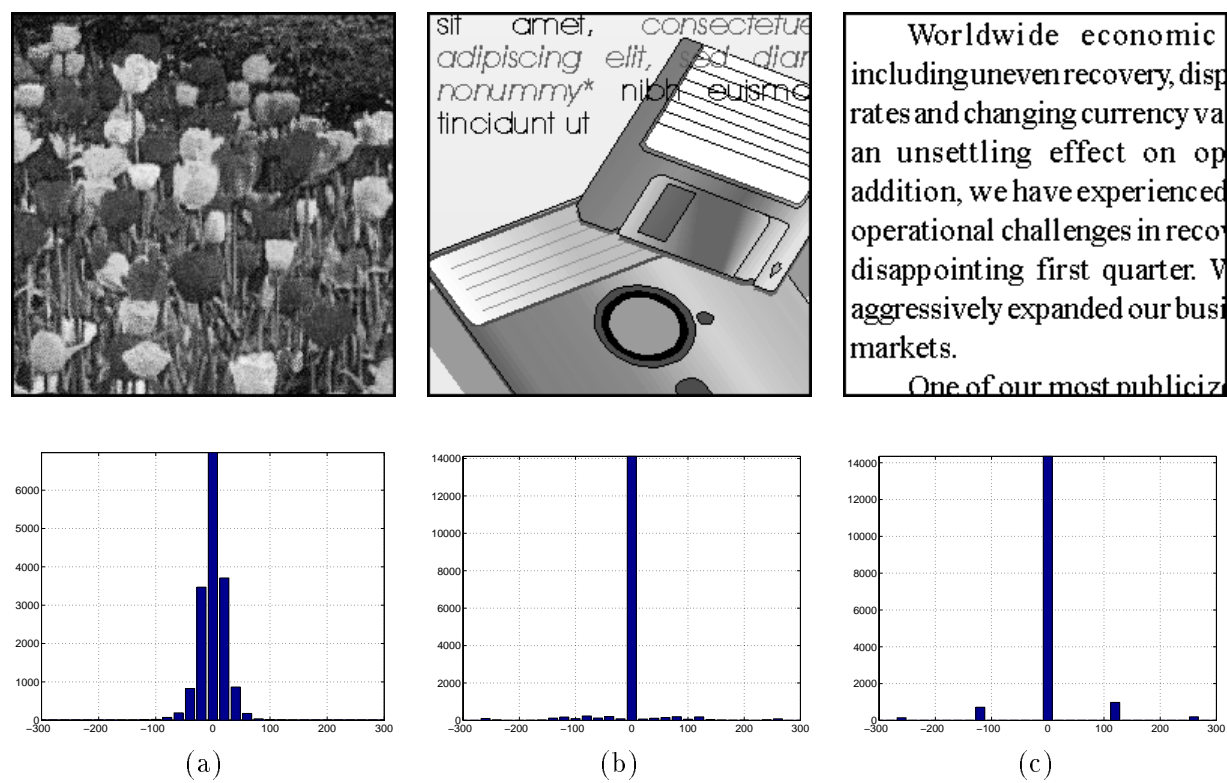 sit amet, consectetue
adipiscing elit, sed diam
nonummy* nibh euismo
tincidunt ut
Worldwide economic
includinguneven recovery, disp
rates and changing currency va
an unsettling effect on op
addition, we have experienced
operational challenges in recov
disappointing first quarter. W
aggressively expanded our busi
markets.
One of our most publicize
6000
5000
4000
3000
2000
1000
0
−300 −200 −100 0 100 200 300
14000
12000
10000
8000
6000
4000
2000
0
−300 −200 −100 0 100 200 300
14000
12000
10000
8000
6000
4000
2000
0
−300 −200 −100 0 100 200 300
(a)
(b)
(c)